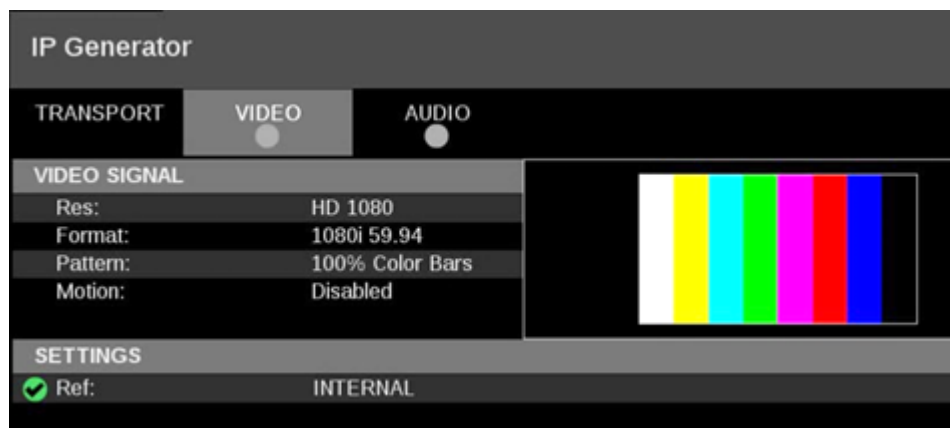 IP Generator
TRANSPORT VIDEO AUDIO
VIDEO SIGNAL
Res: HD 1080
Format: 1080i 59.94
Pattern: 100% Color Bars
Motion: Disabled
SETTINGS
Ref: INTERNAL